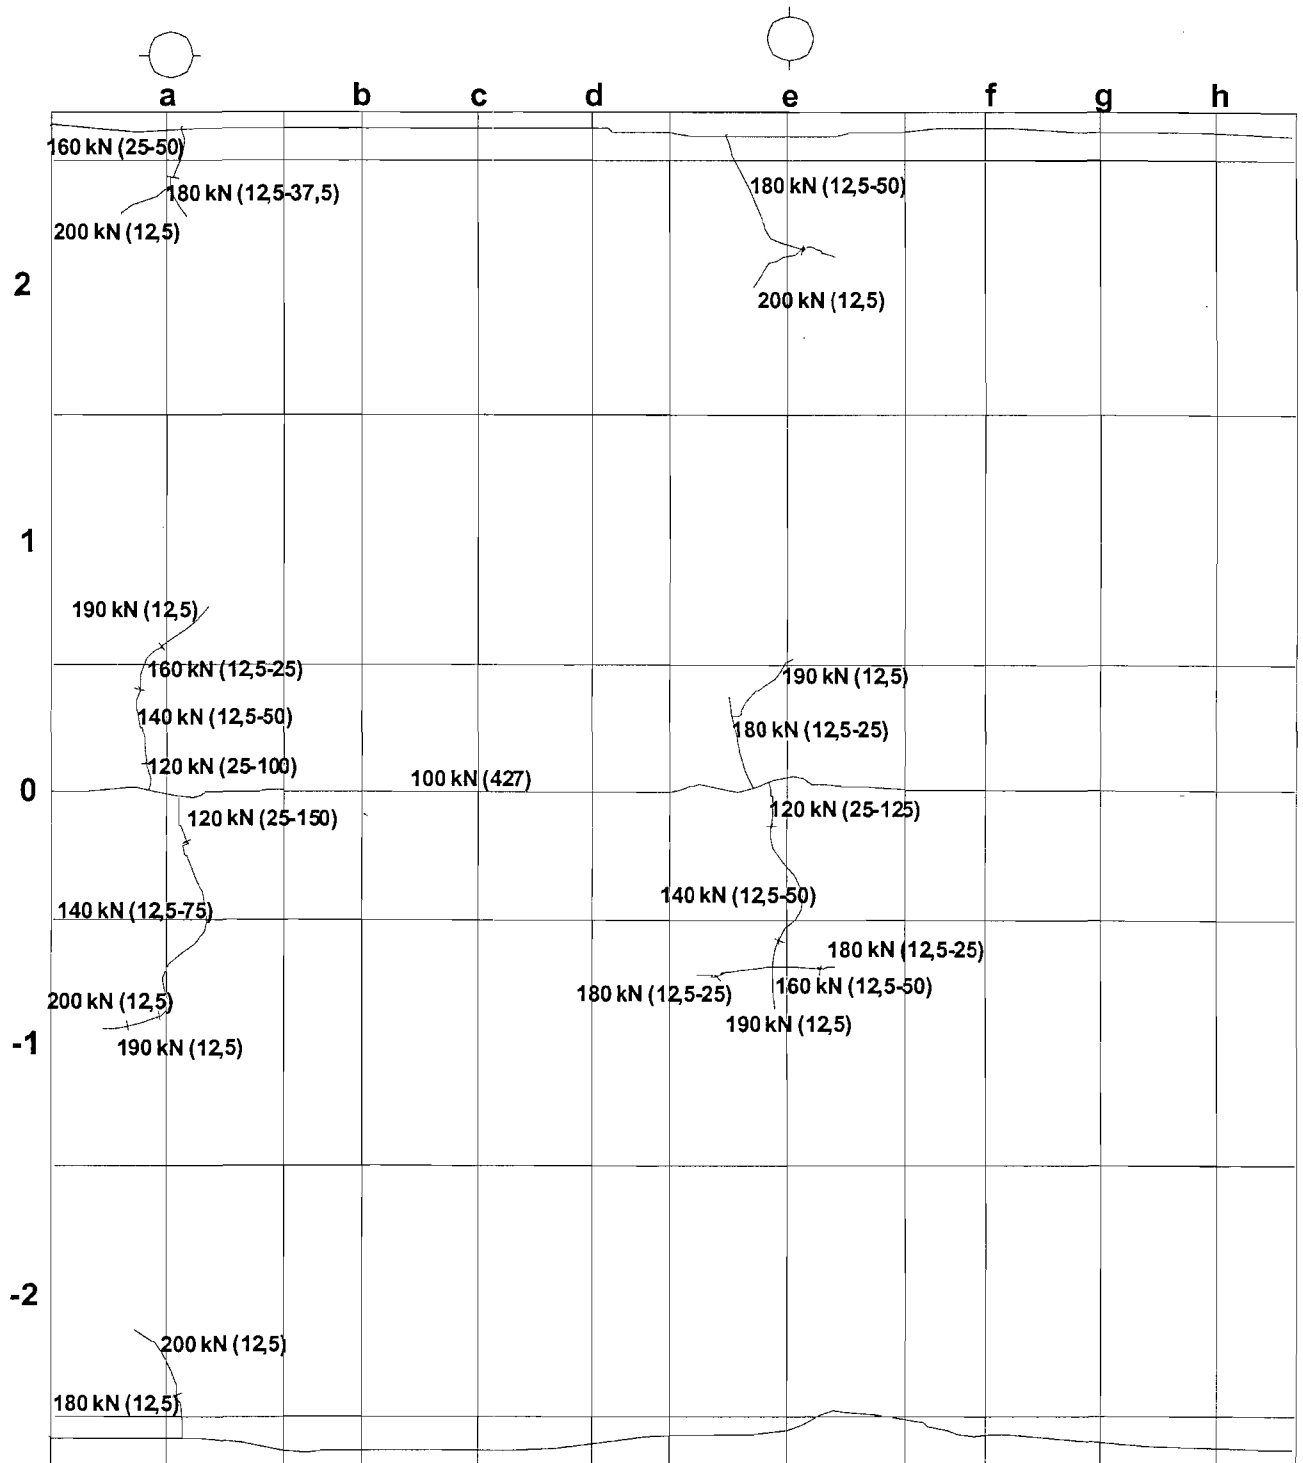 a b c d e f g h
160 kN (25-50)
180 kN (12,5-50)
180 kN (12,5-37,5)
200 kN (12,5)
2
200 kN (12,5)
1
190 kN (12,5)
160 kN (12,5-25)
190 kN (12,5)
140 kN (12,5-50)
180 kN (12,5-25)
120 kN (25-100)
100 kN (427)
0
120 kN (25-125)
120 kN (25-150)
140 kN (12,5-50)
140 kN (12,5-75)
180 kN (12,5-25)
160 kN (12,5-50)
180 kN (12,5-25)
200 kN (12,5)
190 kN (12,5)
-1
190 kN (12,5)
-2
200 kN (12,5)
180 kN (12,5)